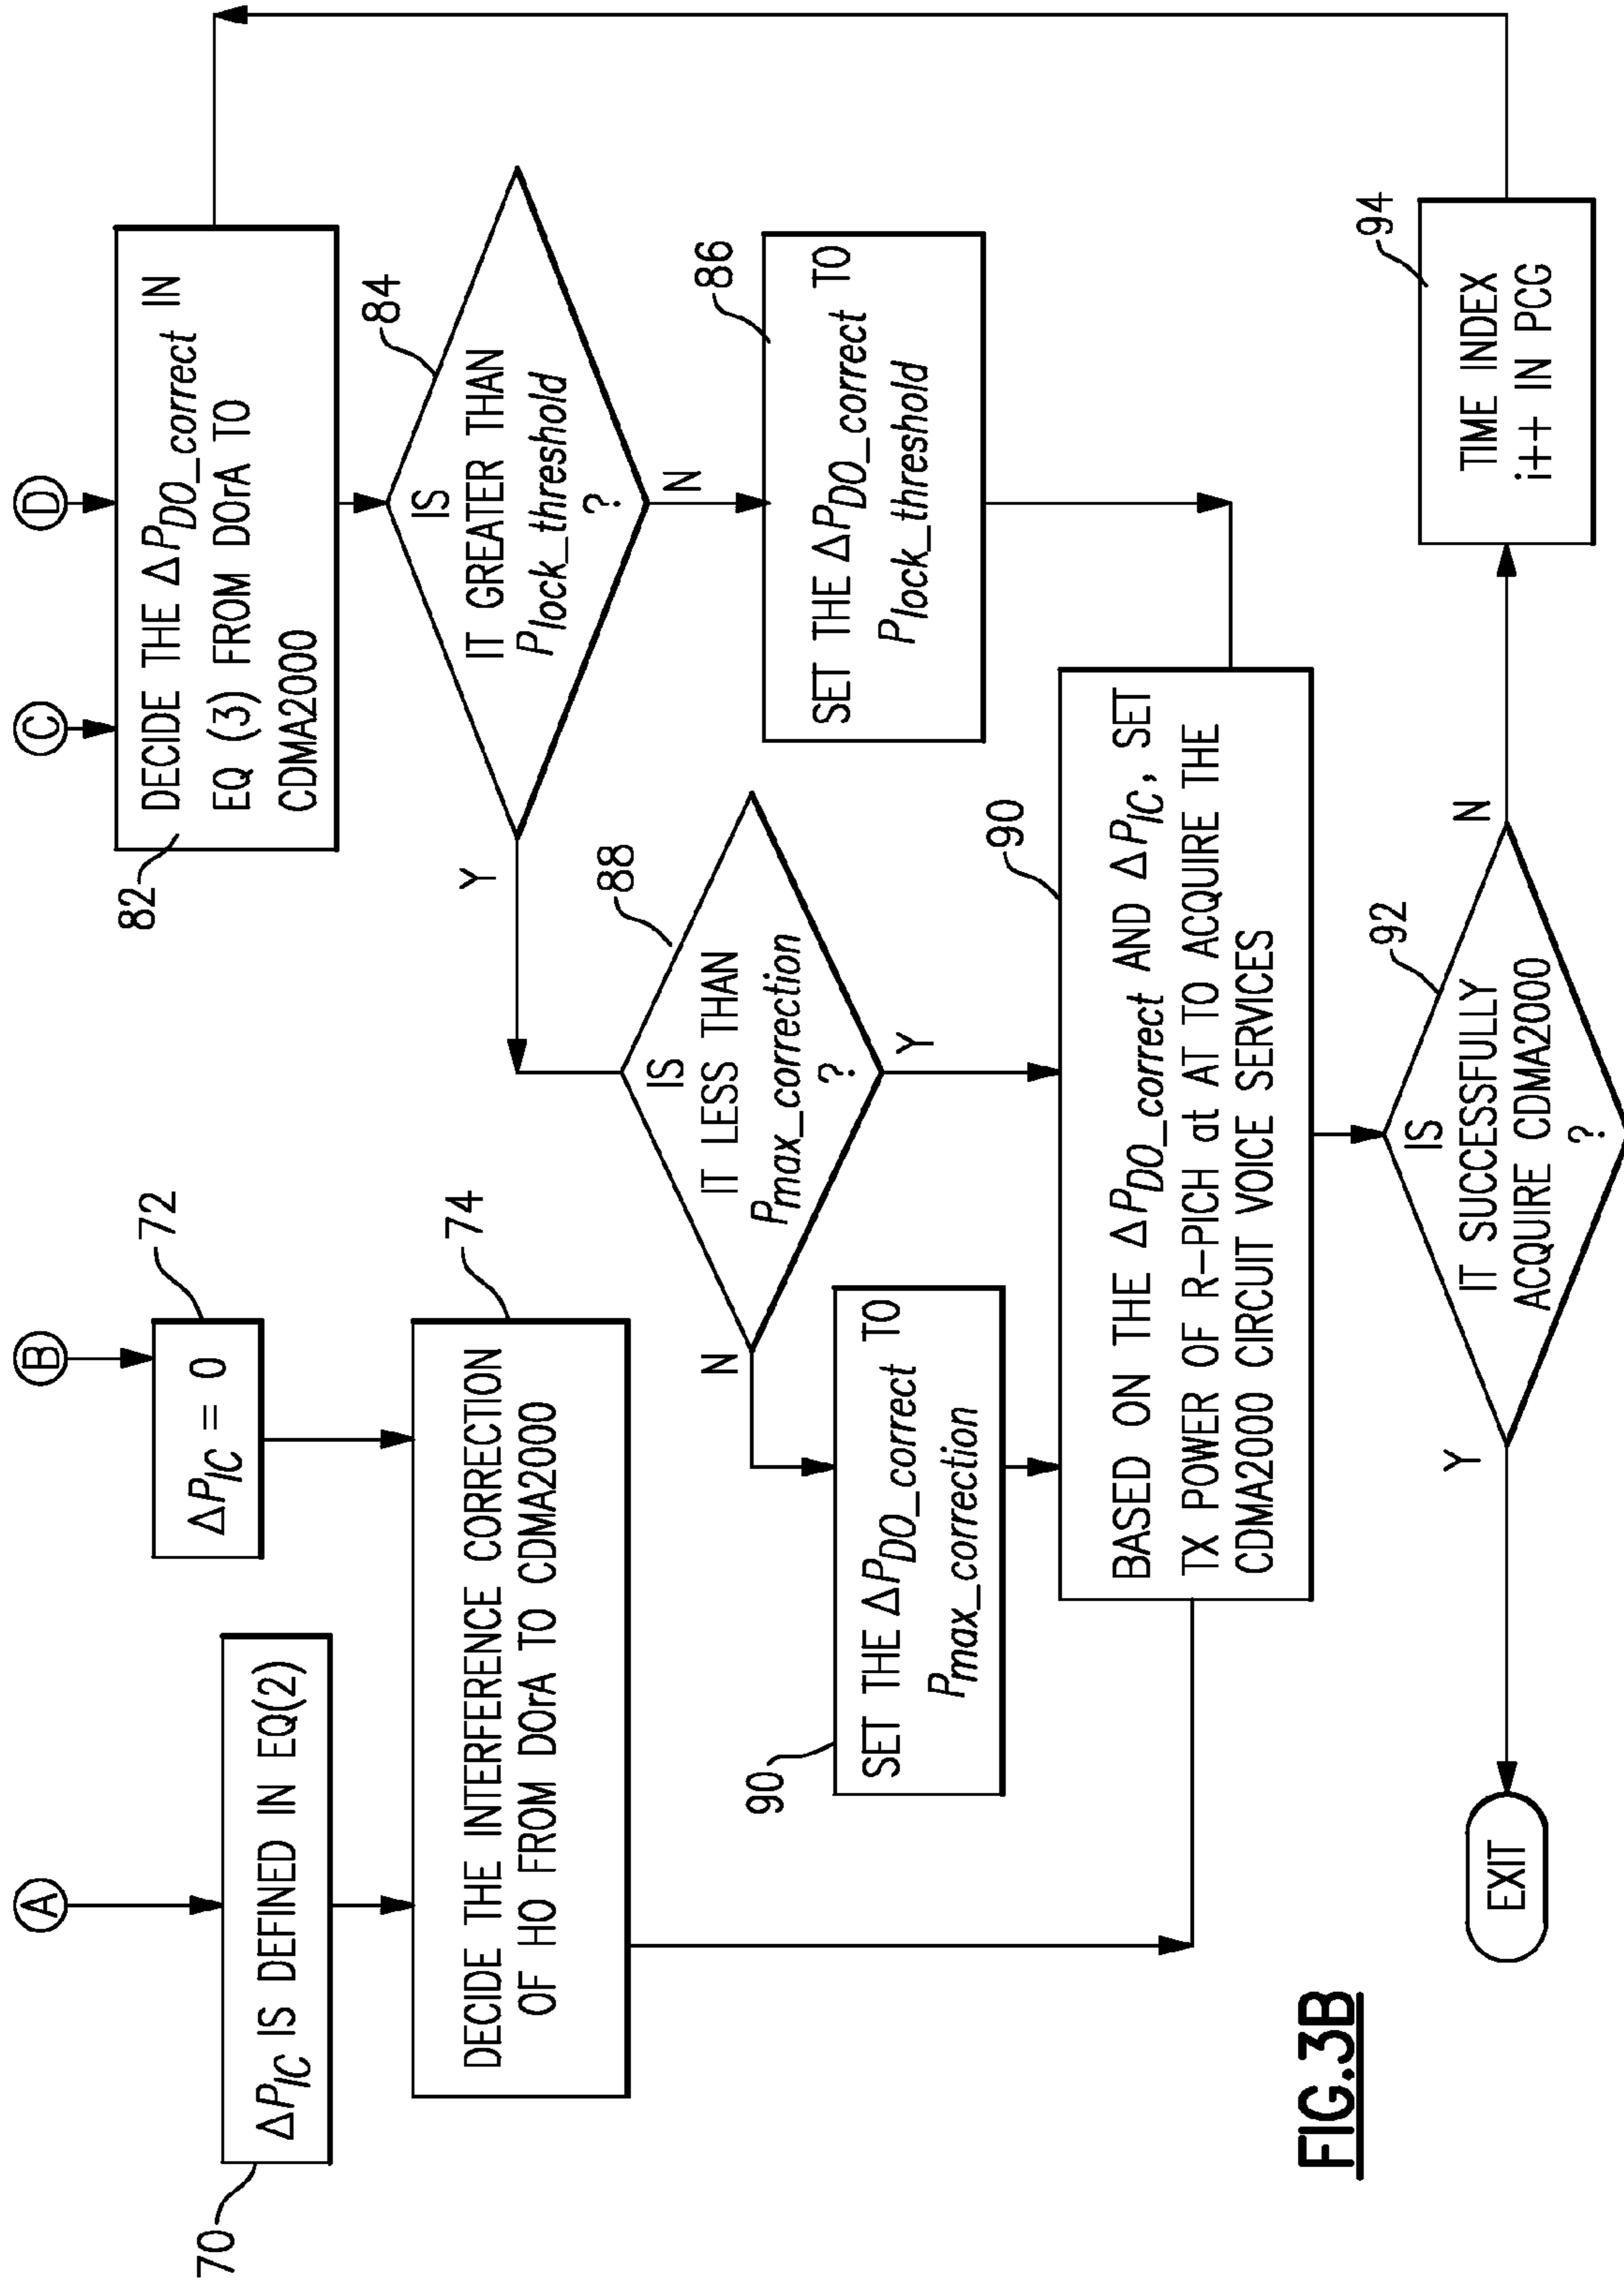 A
B
C
D
70
ΔP_IC IS DEFINED IN EQ(2)
72
ΔP_IC = 0
74
DECIDE THE INTERFERENCE CORRECTION
OF HO FROM DOrA TO CDMA2000
82
DECIDE THE ΔP_DO_correct IN
EQ (3) FROM DOrA TO
CDMA2000
84
IS
IT GREATER THAN
P_lock_threshold
?
Y
N
86
SET THE ΔP_DO_correct TO
P_lock_threshold
88
IS
IT LESS THAN
P_max_correction
?
N
Y
90
SET THE ΔP_DO_correct TO
P_max_correction
90
BASED ON THE ΔP_DO_correct AND ΔP_IC, SET
TX POWER OF R-PICH at AT TO ACQUIRE THE
CDMA2000 CIRCUIT VOICE SERVICES
92
IS
IT SUCCESSFULLY
ACQUIRE CDMA2000
?
Y
N
94
TIME INDEX
i++ IN PCG
EXIT
FIG.3B